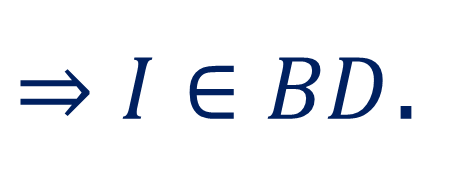 ⇒ I ∈ BD.